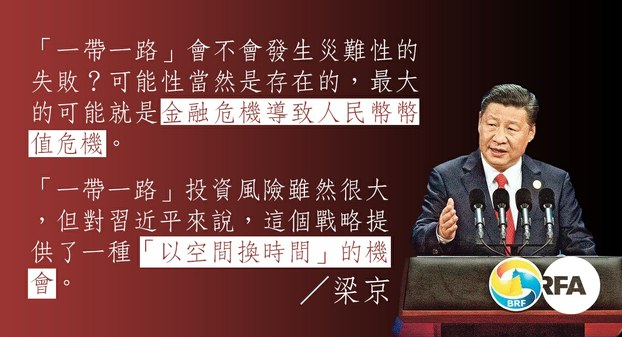 「一帶一路」會不會發生災難性的
失敗？可能性當然是存在的，最大
的可能就是金融危機導致人民幣幣
值危機。
「一帶一路」投資風險雖然很大
，但對習近平來說，這個戰略提
供了一種「以空間換時間」的機
會。
／梁京
BRF
RFA